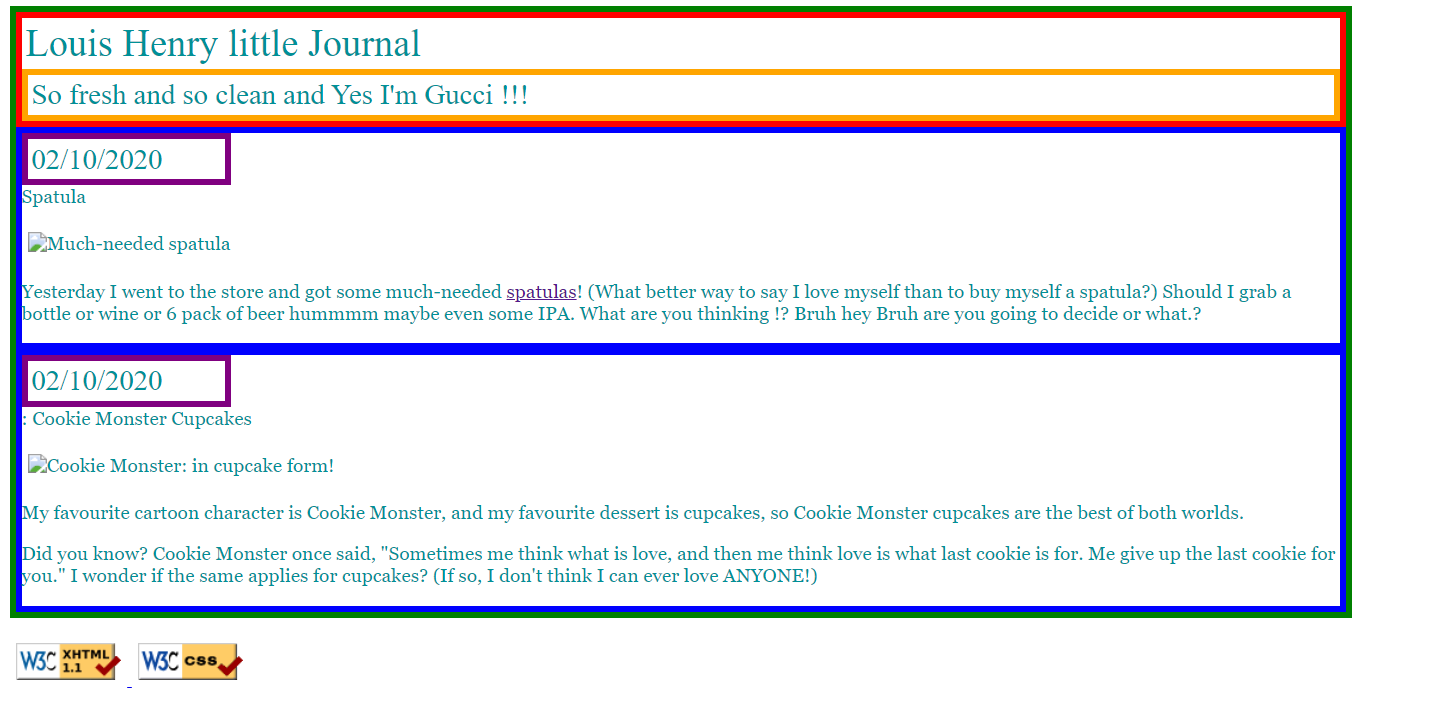 Louis Henry little Journal
So fresh and so clean and Yes I'm Gucci !!!
02/10/2020
Spatula
Much-needed spatula
Yesterday I went to the store and got some much-needed spatulas! (What better way to say I love myself than to buy myself a spatula?) Should I grab a
bottle or wine or 6 pack of beer hummmm maybe even some IPA. What are you thinking !? Bruh hey Bruh are you going to decide or what.?
02/10/2020
: Cookie Monster Cupcakes
Cookie Monster: in cupcake form!
My favourite cartoon character is Cookie Monster, and my favourite dessert is cupcakes, so Cookie Monster cupcakes are the best of both worlds.
Did you know? Cookie Monster once said, "Sometimes me think what is love, and then me think love is what last cookie is for. Me give up the last cookie for
you." I wonder if the same applies for cupcakes? (If so, I don't think I can ever love ANYONE!)
W3C XHTML 1.1 W3C css